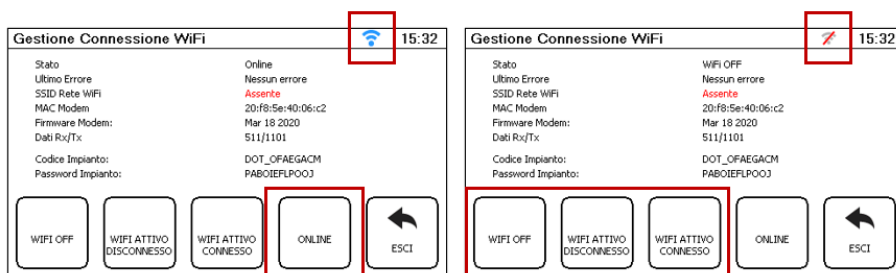 Gestione Connessione WiFi 15:32
Stato Online
Ultimo Errore Nessun errore
SSID Rete WiFi Assente
MAC Modem 20:f8:5e:40:06:c2
Firmware Modem: Mar 18 2020
Dati Rx/Tx 511/1101
Codice Impianto: DOT_OFAEGACM
Password Impianto: PABOIEFLPOOJ
WIFI OFF
WIFI ATTIVO
DISCONNESSO
WIFI ATTIVO
CONNESSO
ONLINE
ESCI
Gestione Connessione WiFi 15:32
Stato WiFi OFF
Ultimo Errore Nessun errore
SSID Rete WiFi Assente
MAC Modem 20:f8:5e:40:06:c2
Firmware Modem: Mar 18 2020
Dati Rx/Tx 511/1101
Codice Impianto: DOT_OFAEGACM
Password Impianto: PABOIEFLPOOJ
WIFI OFF
WIFI ATTIVO
DISCONNESSO
WIFI ATTIVO
CONNESSO
ONLINE
ESCI